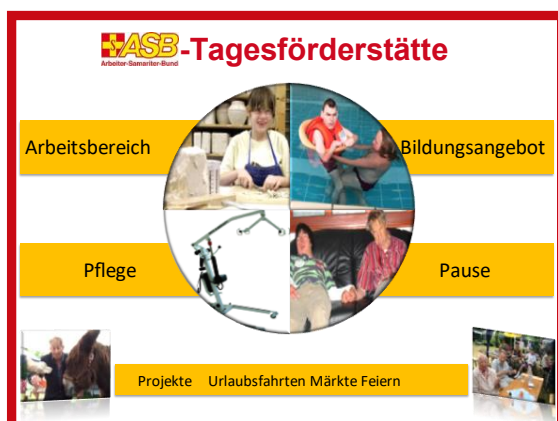 ASB-Tagesförderstätte
Arbeiter-Samariter-Bund
Arbeitsbereich
Bildungsangebot
Pflege
Pause
Projekte Urlaubsfahrten Märkte Feiern